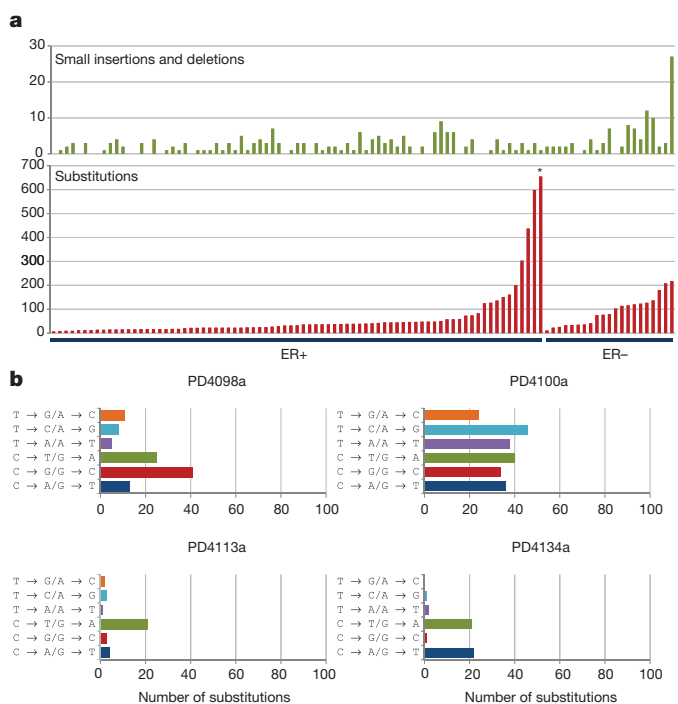 a
30
Small insertions and deletions
20
10
0
700
Substitutions
*
600
500
400
300
200
100
0
ER+ ER–
b
PD4098a PD4100a
T → G/A → C T → G/A → C
T → C/A → G T → C/A → G
T → A/A → T T → A/A → T
C → T/G → A C → T/G → A
C → G/G → C C → G/G → C
C → A/G → T C → A/G → T
0 20 40 60 80 100 0 20 40 60 80 100
PD4113a PD4134a
T → G/A → C T → G/A → C
T → C/A → G T → C/A → G
T → A/A → T T → A/A → T
C → T/G → A C → T/G → A
C → G/G → C C → G/G → C
C → A/G → T C → A/G → T
0 20 40 60 80 100 0 20 40 60 80 100
Number of substitutions Number of substitutions